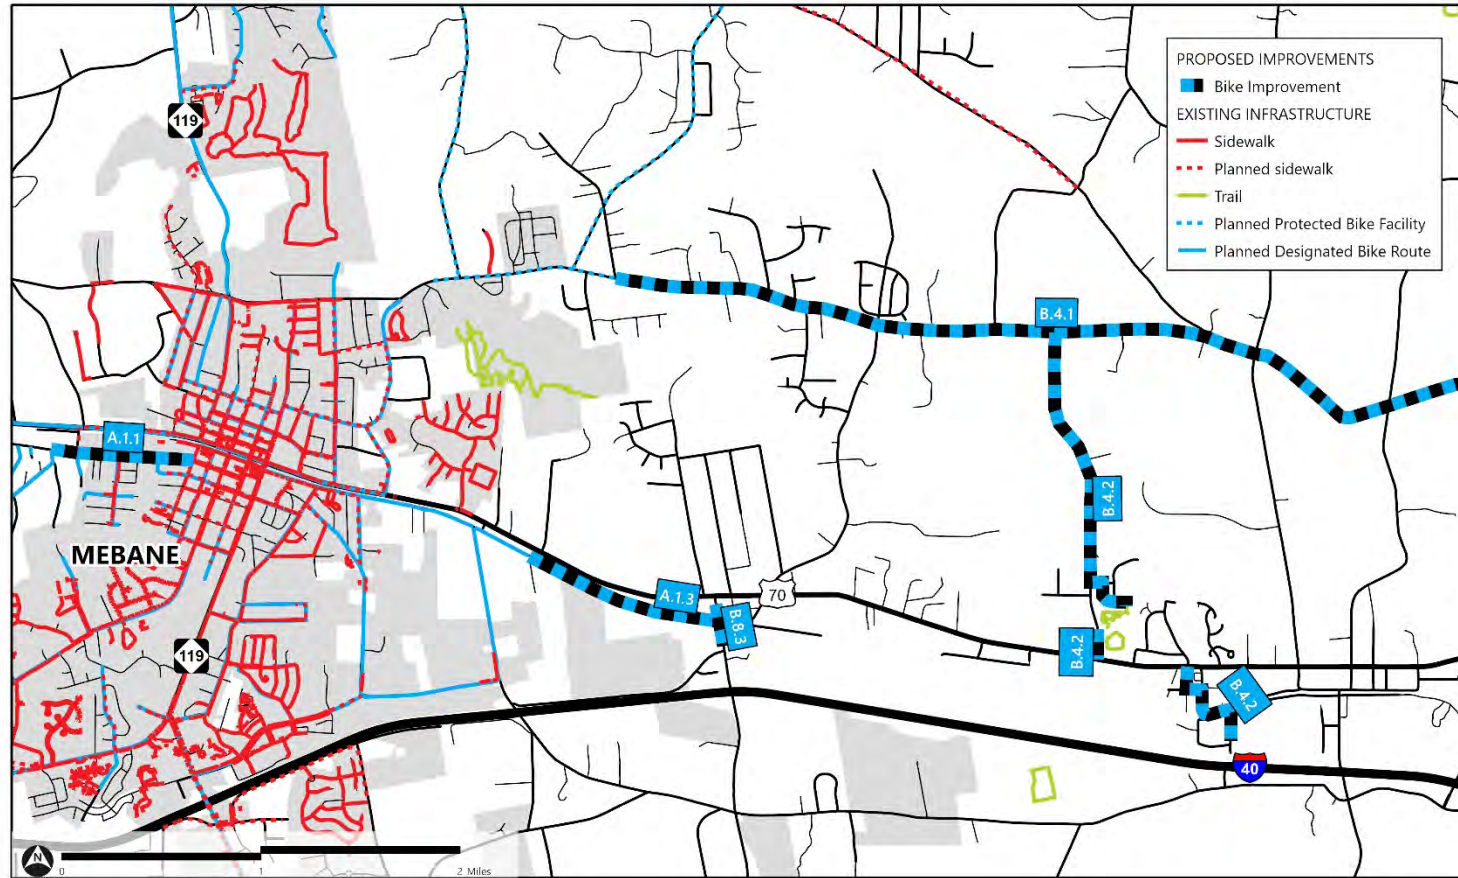 PROPOSED IMPROVEMENTS
Bike Improvement
EXISTING INFRASTRUCTURE
Sidewalk
Planned sidewalk
Trail
Planned Protected Bike Facility
Planned Designated Bike Route
119
B.4.1
A.1.1
B.4.2
MEBANE
A.1.3
70
B.8.3
119
B.4.2
B.4.2
40
N
0 1 2 Miles